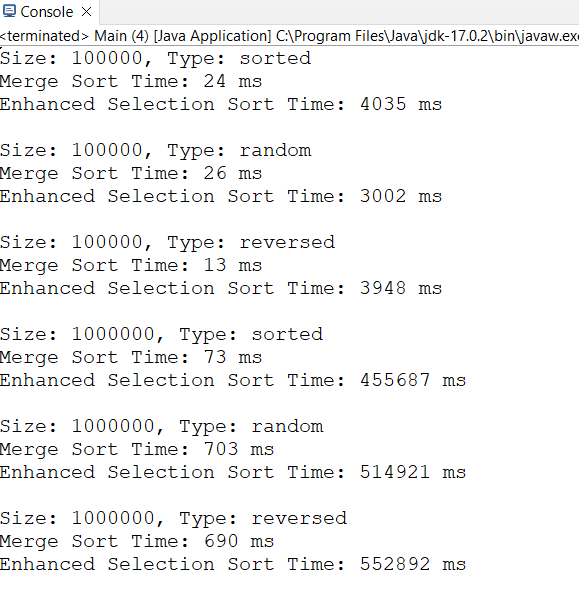 Console
<terminated> Main (4) [Java Application] C:\Program Files\Java\jdk-17.0.2\bin\javaw.exe
Size: 100000, Type: sorted
Merge Sort Time: 24 ms
Enhanced Selection Sort Time: 4035 ms
Size: 100000, Type: random
Merge Sort Time: 26 ms
Enhanced Selection Sort Time: 3002 ms
Size: 100000, Type: reversed
Merge Sort Time: 13 ms
Enhanced Selection Sort Time: 3948 ms
Size: 1000000, Type: sorted
Merge Sort Time: 73 ms
Enhanced Selection Sort Time: 455687 ms
Size: 1000000, Type: random
Merge Sort Time: 703 ms
Enhanced Selection Sort Time: 514921 ms
Size: 1000000, Type: reversed
Merge Sort Time: 690 ms
Enhanced Selection Sort Time: 552892 ms